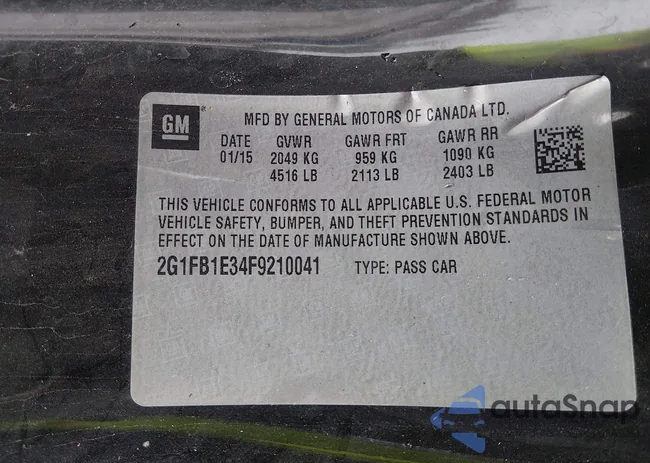 GM
MFD BY GENERAL MOTORS OF CANADA LTD.
DATE GVWR GAWR FRT GAWR RR
01/15 2049 KG 959 KG 1090 KG
4516 LB 2113 LB 2403 LB
THIS VEHICLE CONFORMS TO ALL APPLICABLE U.S. FEDERAL MOTOR
VEHICLE SAFETY, BUMPER, AND THEFT PREVENTION STANDARDS IN
EFFECT ON THE DATE OF MANUFACTURE SHOWN ABOVE.
2G1FB1E34F9210041 TYPE: PASS CAR
autoSnap